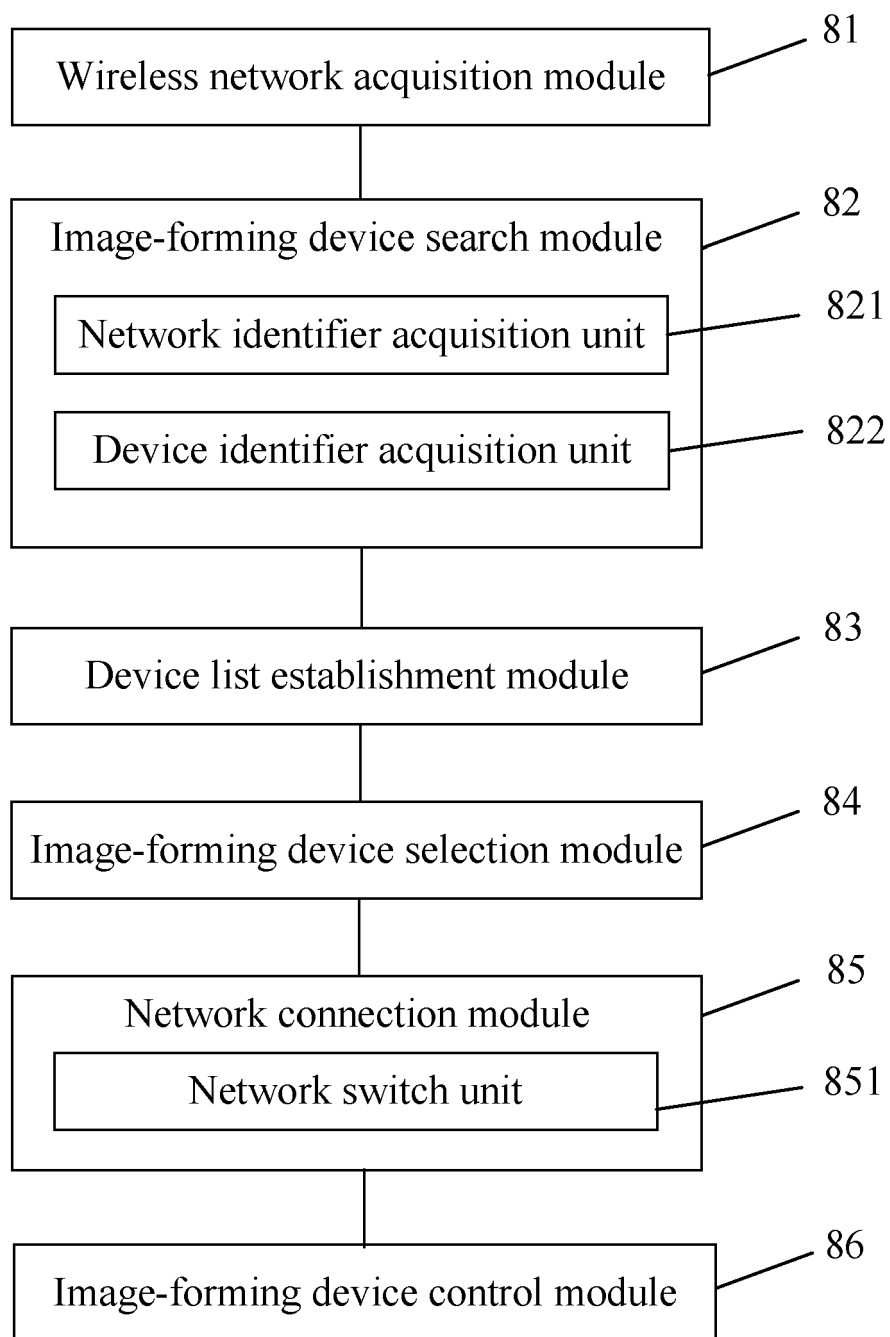 81
Wireless network acquisition module
82
Image-forming device search module
821
Network identifier acquisition unit
822
Device identifier acquisition unit
83
Device list establishment module
84
Image-forming device selection module
85
Network connection module
851
Network switch unit
86
Image-forming device control module